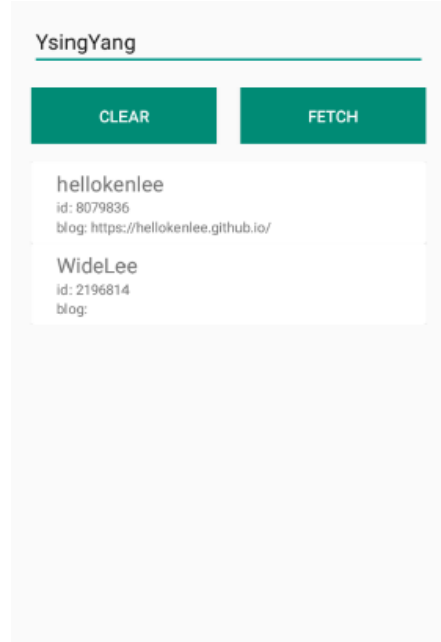 YsingYang
CLEAR
FETCH
hellokenlee
id: 8079836
blog: https://hellokenlee.github.io/
WideLee
id: 2196814
blog: